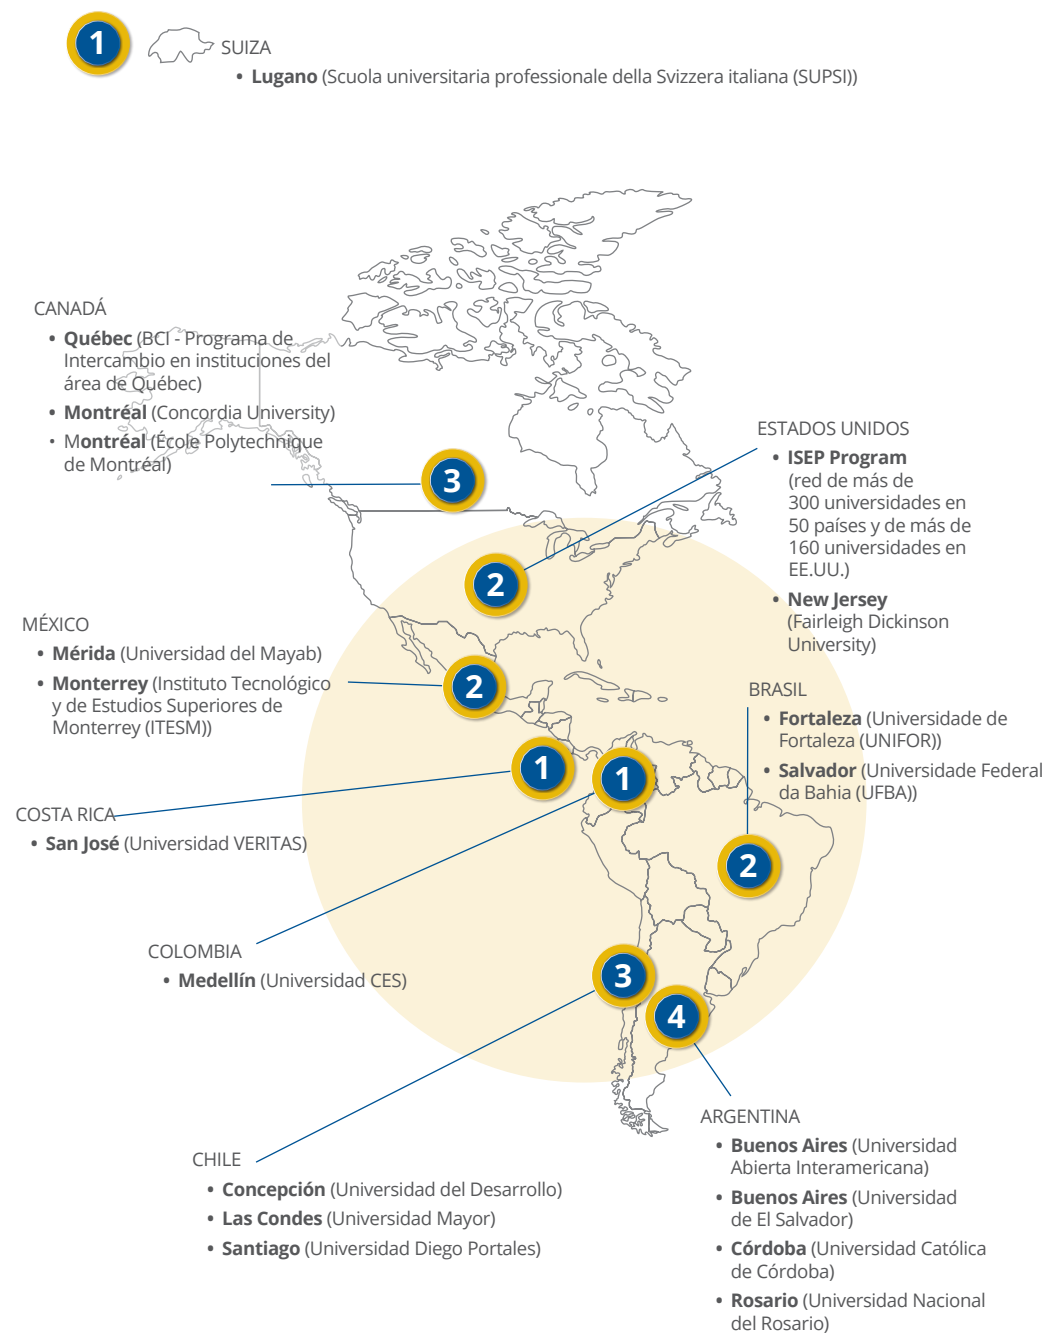 1
SUIZA
• Lugano (Scuola universitaria professionale della Svizzera italiana (SUPSI))
CANADÁ
• Québec (BCI - Programa de
Intercambio en instituciones del
área de Québec)
• Montréal (Concordia University)
• Montréal (École Polytechnique
de Montréal)
3
ESTADOS UNIDOS
• ISEP Program
(red de más de
300 universidades en
50 países y de más de
160 universidades en
EE.UU.)
• New Jersey
(Fairleigh Dickinson
University)
2
MÉXICO
• Mérida (Universidad del Mayab)
• Monterrey (Instituto Tecnológico
y de Estudios Superiores de
Monterrey (ITESM))
2
BRASIL
• Fortaleza (Universidade de
Fortaleza (UNIFOR))
• Salvador (Universidade Federal
da Bahia (UFBA))
2
COSTA RICA
• San José (Universidad VERITAS)
1
1
COLOMBIA
• Medellín (Universidad CES)
3
4
CHILE
• Concepción (Universidad del Desarrollo)
• Las Condes (Universidad Mayor)
• Santiago (Universidad Diego Portales)
ARGENTINA
• Buenos Aires (Universidad
Abierta Interamericana)
• Buenos Aires (Universidad
de El Salvador)
• Córdoba (Universidad Católica
de Córdoba)
• Rosario (Universidad Nacional
del Rosario)